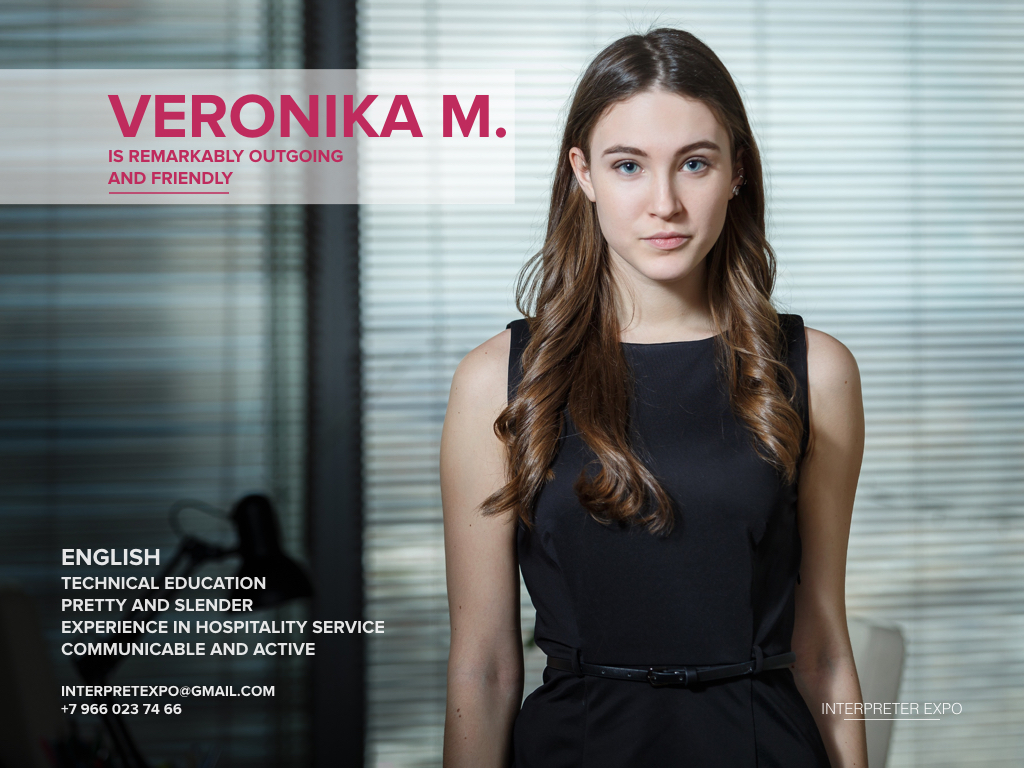 VERONIKA M.
IS REMARKABLY OUTGOING
AND FRIENDLY
ENGLISH
TECHNICAL EDUCATION
PRETTY AND SLENDER
EXPERIENCE IN HOSPITALITY SERVICE
COMMUNICABLE AND ACTIVE
INTERPRETEXPO@GMAIL.COM
+7 966 023 74 66
INTERPRETER EXPO